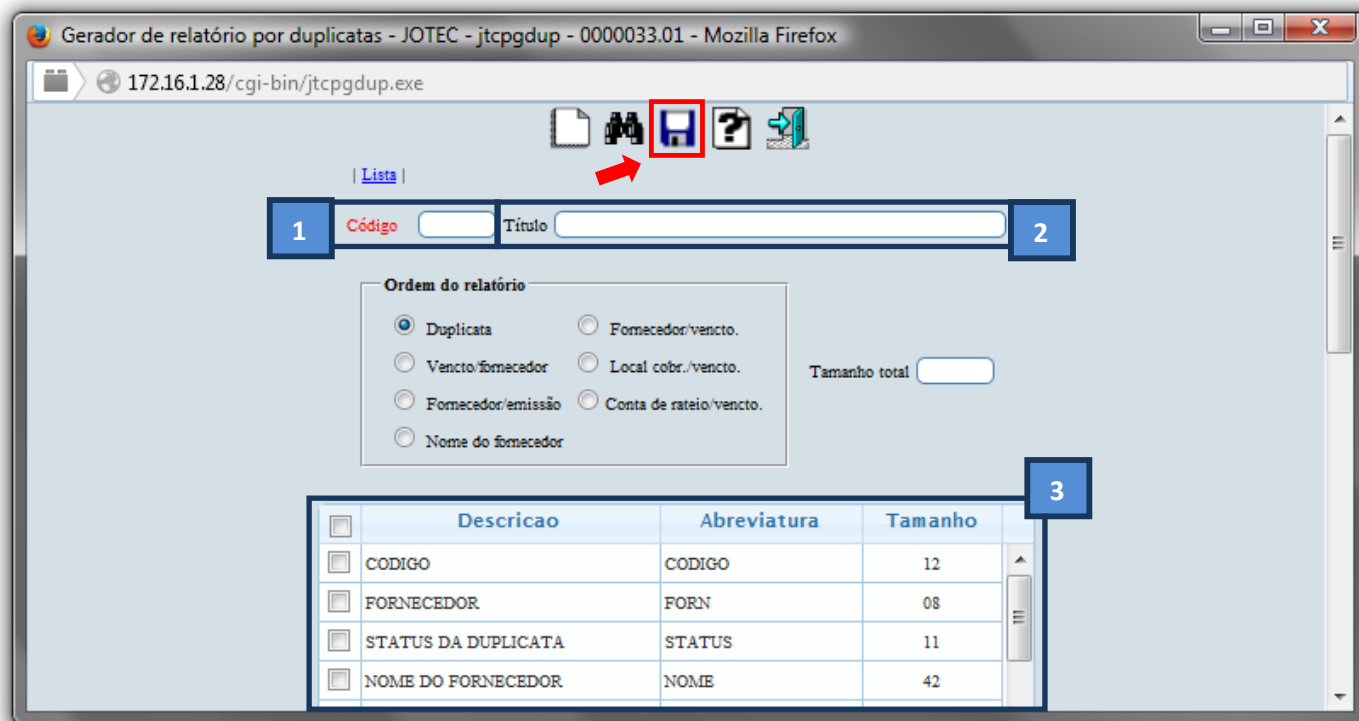 Gerador de relatório por duplicatas - JOTEC - jtcpgdup - 0000033.01 - Mozilla Firefox
172.16.1.28/cgi-bin/jtcpgdup.exe
| Lista |
1 Código Título 2
Ordem do relatório
Duplicata Fornecedor/vencto.
Vencto/fornecedor Local cobr./vencto. Tamanho total
Fornecedor/emissão Conta de rateio/vencto.
Nome do fornecedor
3
Descricao Abreviatura Tamanho
CODIGO CODIGO 12
FORNECEDOR FORN 08
STATUS DA DUPLICATA STATUS 11
NOME DO FORNECEDOR NOME 42